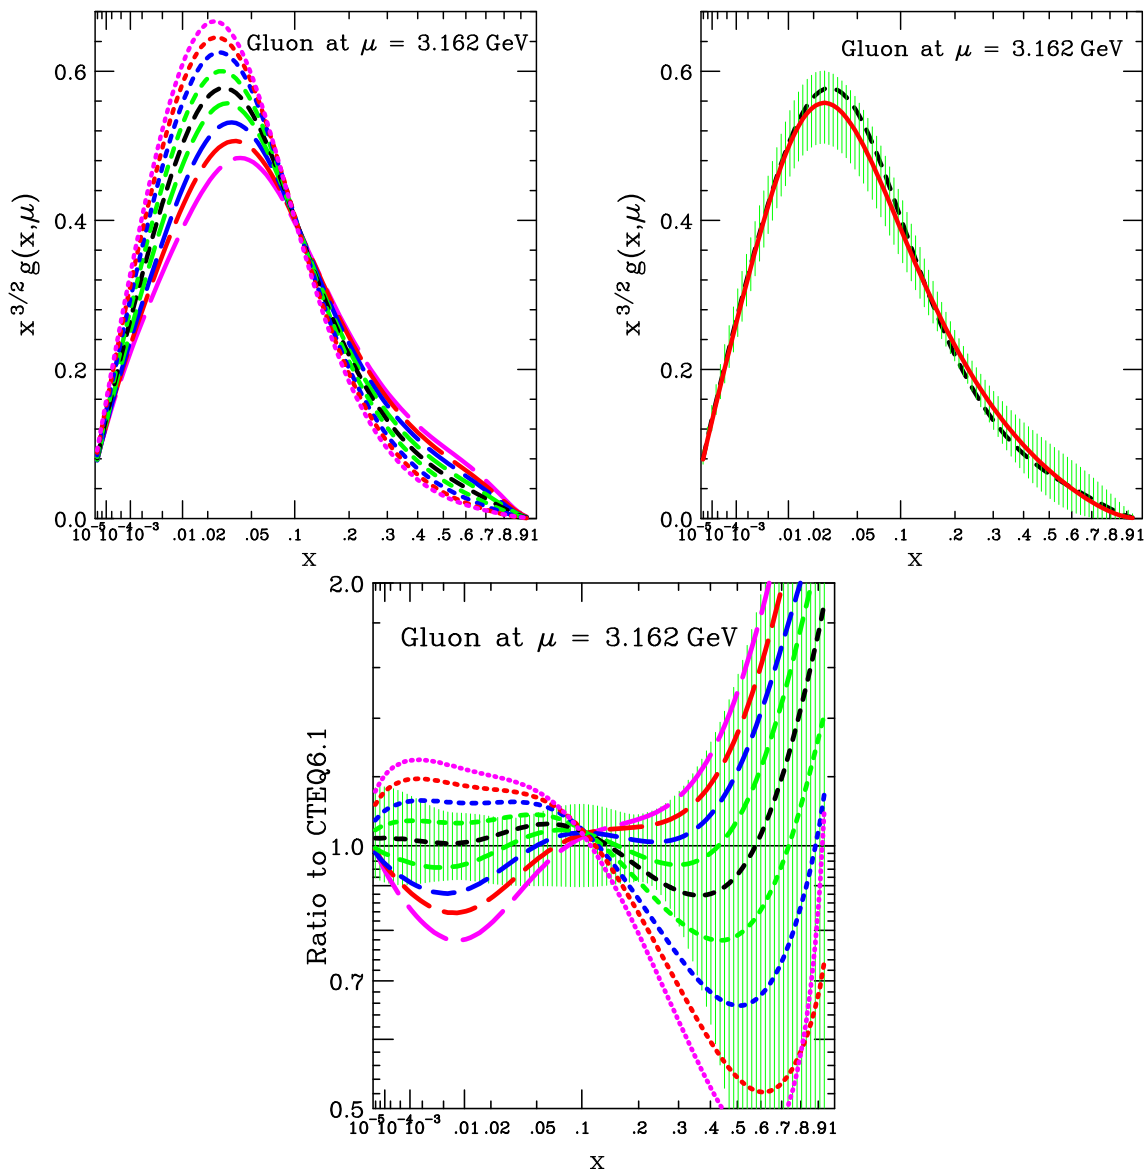 Gluon at μ = 3.162 GeV
x^3/2 g(x,μ)
0.6
0.4
0.2
0.0
10^-5 10^-4 10^-3 .01 .02 .05 .1 .2 .3 .4 .5 .6 .7 .8 .9 1
x
Gluon at μ = 3.162 GeV
x^3/2 g(x,μ)
0.6
0.4
0.2
0.0
10^-5 10^-4 10^-3 .01 .02 .05 .1 .2 .3 .4 .5 .6 .7 .8 .9 1
x
Gluon at μ = 3.162 GeV
Ratio to CTEQ6.1
2.0
1.0
0.7
0.5
10^-5 10^-4 10^-3 .01 .02 .05 .1 .2 .3 .4 .5 .6 .7 .8 .9 1
x